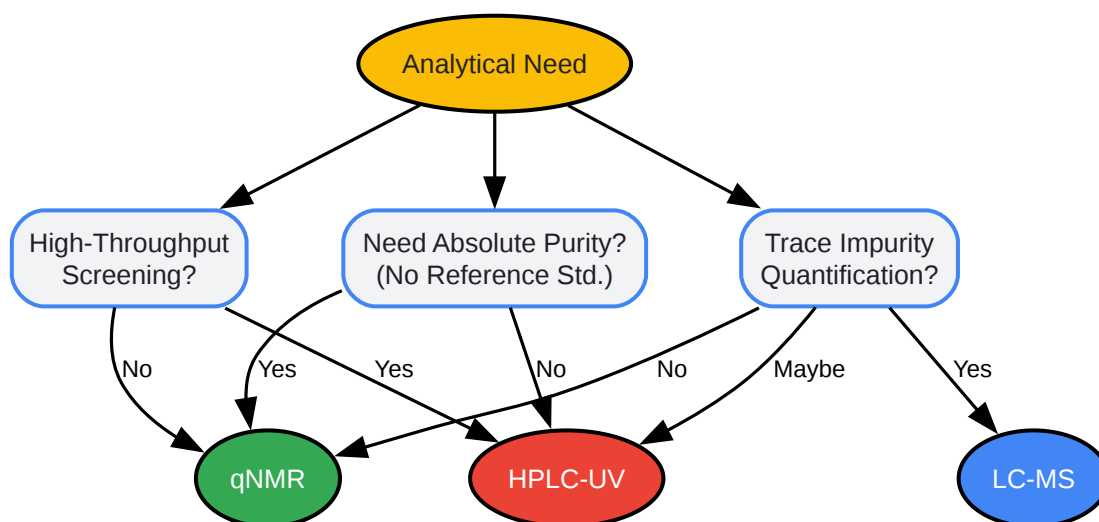 Analytical Need
High-Throughput
Screening?
Need Absolute Purity?
(No Reference Std.)
Trace Impurity
Quantification?
No
Yes
Yes
No
No
Maybe
Yes
qNMR
HPLC-UV
LC-MS